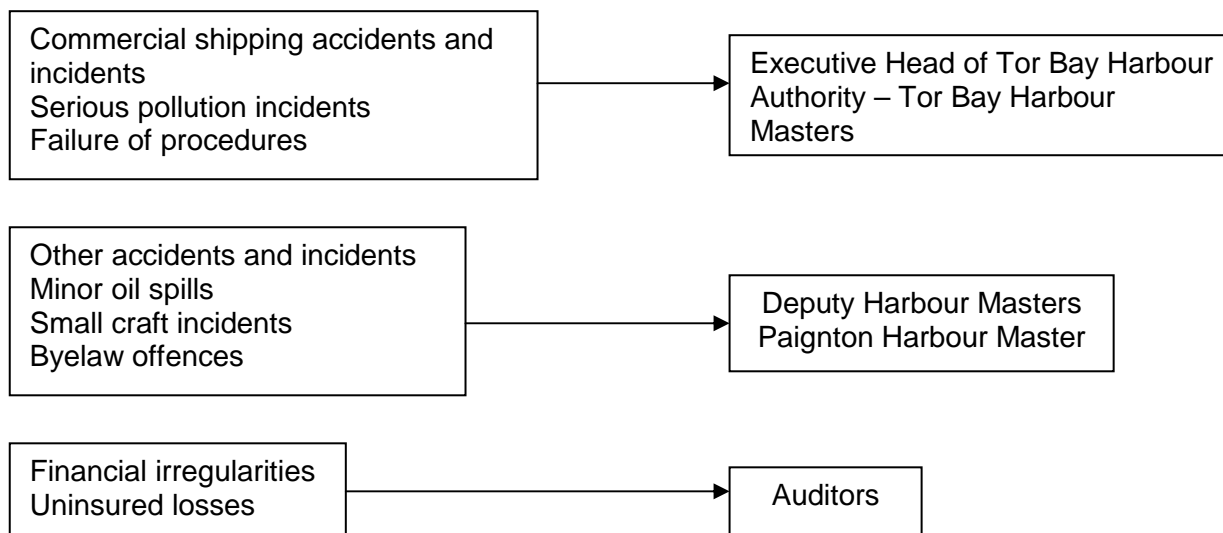 Commercial shipping accidents and
incidents
Serious pollution incidents
Failure of procedures
Executive Head of Tor Bay Harbour
Authority – Tor Bay Harbour
Masters
Other accidents and incidents
Minor oil spills
Small craft incidents
Byelaw offences
Deputy Harbour Masters
Paignton Harbour Master
Financial irregularities
Uninsured losses
Auditors